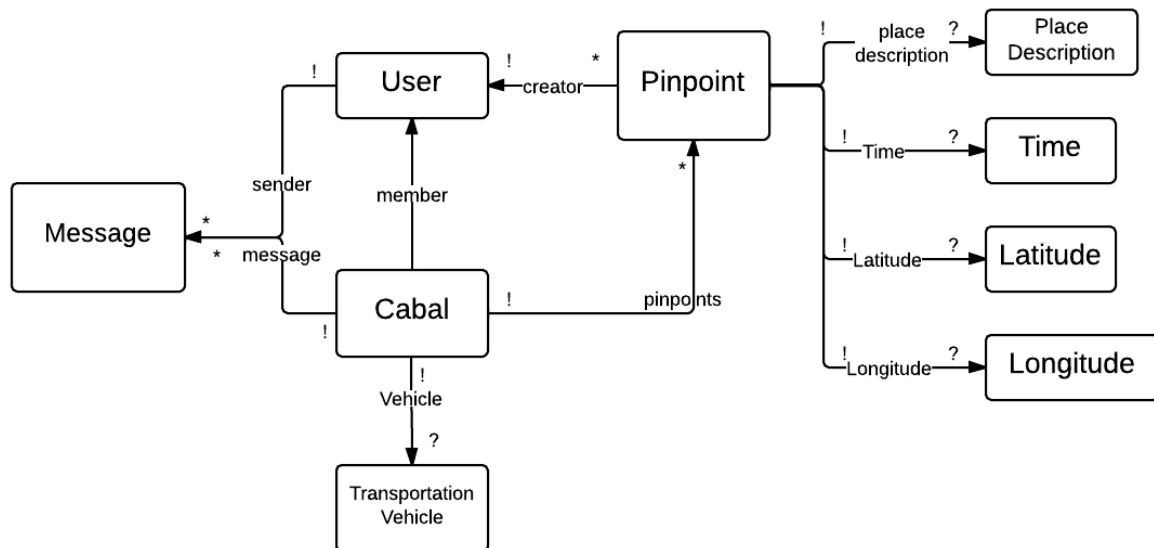 ! place ? Place
description Description
User ! * Pinpoint
! creator
! Time ? Time
sender member *
Message * 
* message ! Latitude ? Latitude
Cabal ! pinpoints
!
! Longitude ? Longitude
!
Vehicle
?
Transportation
Vehicle